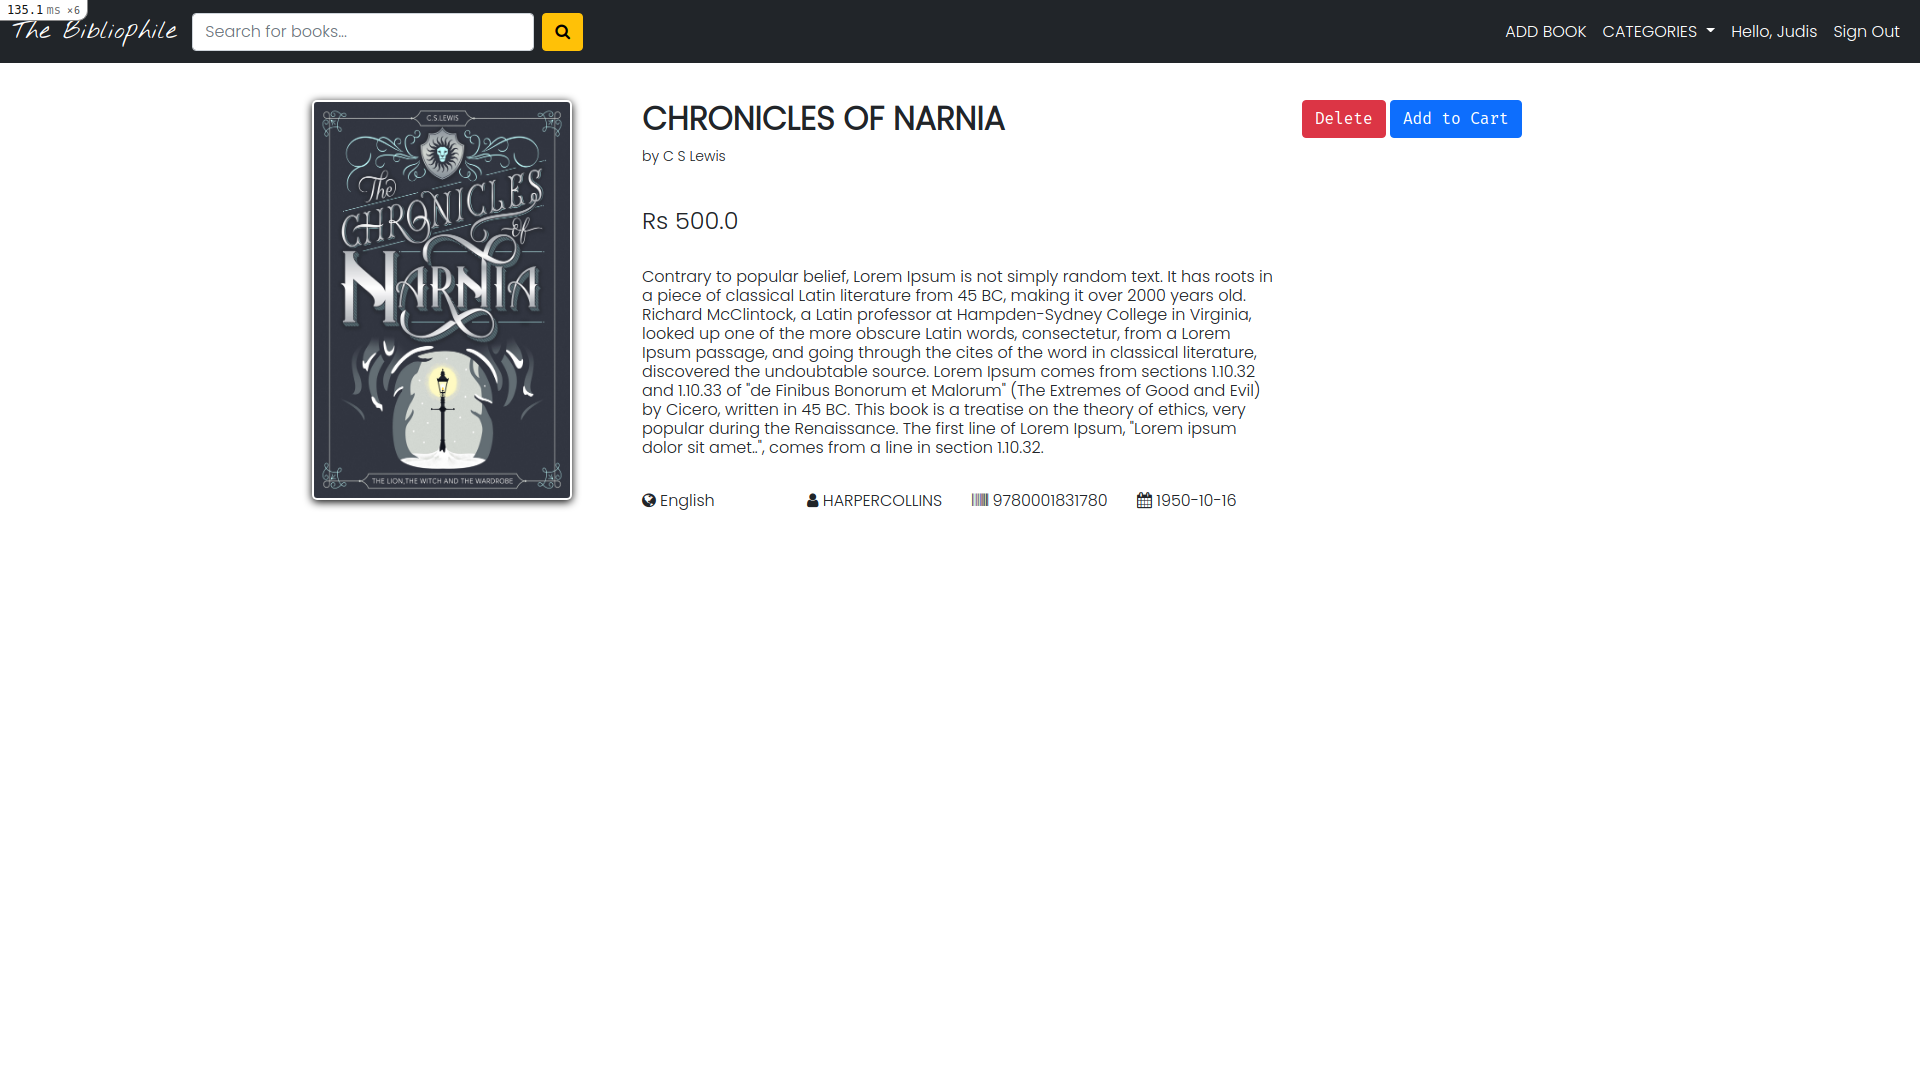 135.1 ms ×6
The Bibliophile
Search for books...
ADD BOOK
CATEGORIES
Hello, Judis
Sign Out
C.S.LEWIS
The
CHRONICLES
of
NARNIA
THE LION,THE WITCH AND THE WARDROBE
CHRONICLES OF NARNIA
by C S Lewis
Rs 500.0
Contrary to popular belief, Lorem Ipsum is not simply random text. It has roots in
a piece of classical Latin literature from 45 BC, making it over 2000 years old.
Richard McClintock, a Latin professor at Hampden-Sydney College in Virginia,
looked up one of the more obscure Latin words, consectetur, from a Lorem
Ipsum passage, and going through the cites of the word in classical literature,
discovered the undoubtable source. Lorem Ipsum comes from sections 1.10.32
and 1.10.33 of "de Finibus Bonorum et Malorum" (The Extremes of Good and Evil)
by Cicero, written in 45 BC. This book is a treatise on the theory of ethics, very
popular during the Renaissance. The first line of Lorem Ipsum, "Lorem ipsum
dolor sit amet..", comes from a line in section 1.10.32.
English
HARPERCOLLINS
9780001831780
1950-10-16
Delete
Add to Cart